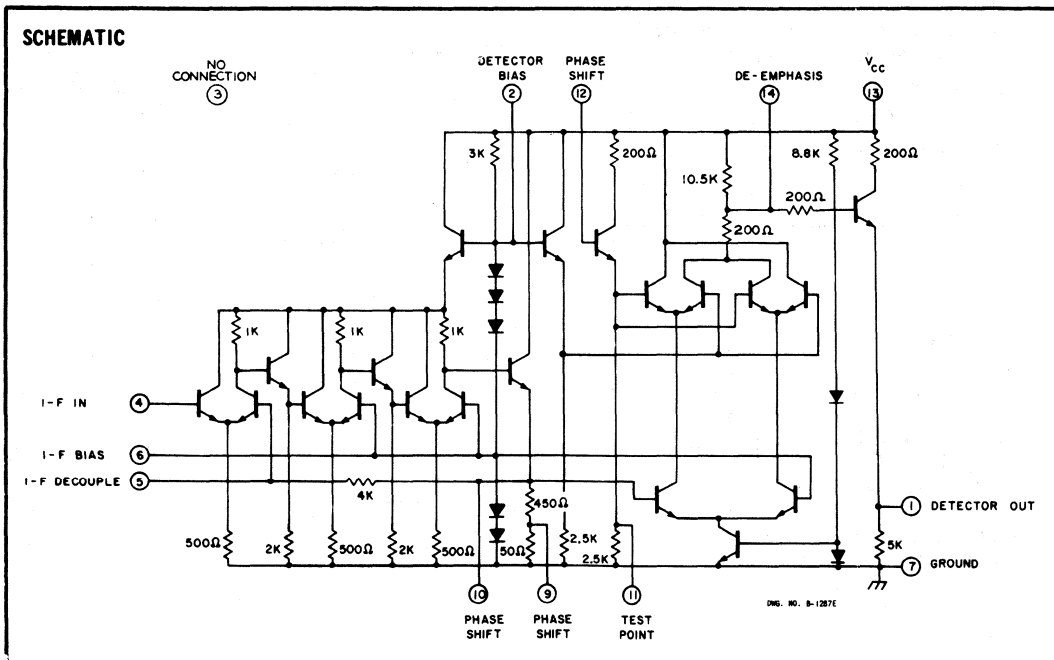 SCHEMATIC
NO
CONNECTION
3
DETECTOR
BIAS
2
PHASE
SHIFT
12
DE-EMPHASIS
14
VCC
13
3K
200Ω
10.5K
8.8K
200Ω
200Ω
200Ω
1K
1K
1K
I-F IN
4
I-F BIAS
6
I-F DECOUPLE
5
4K
450Ω
1
DETECTOR OUT
500Ω
2K
500Ω
2K
500Ω
50Ω
2.5K
2.5K
5K
7
GROUND
10
PHASE
SHIFT
9
PHASE
SHIFT
11
TEST
POINT
DWG. NO. B-1287E